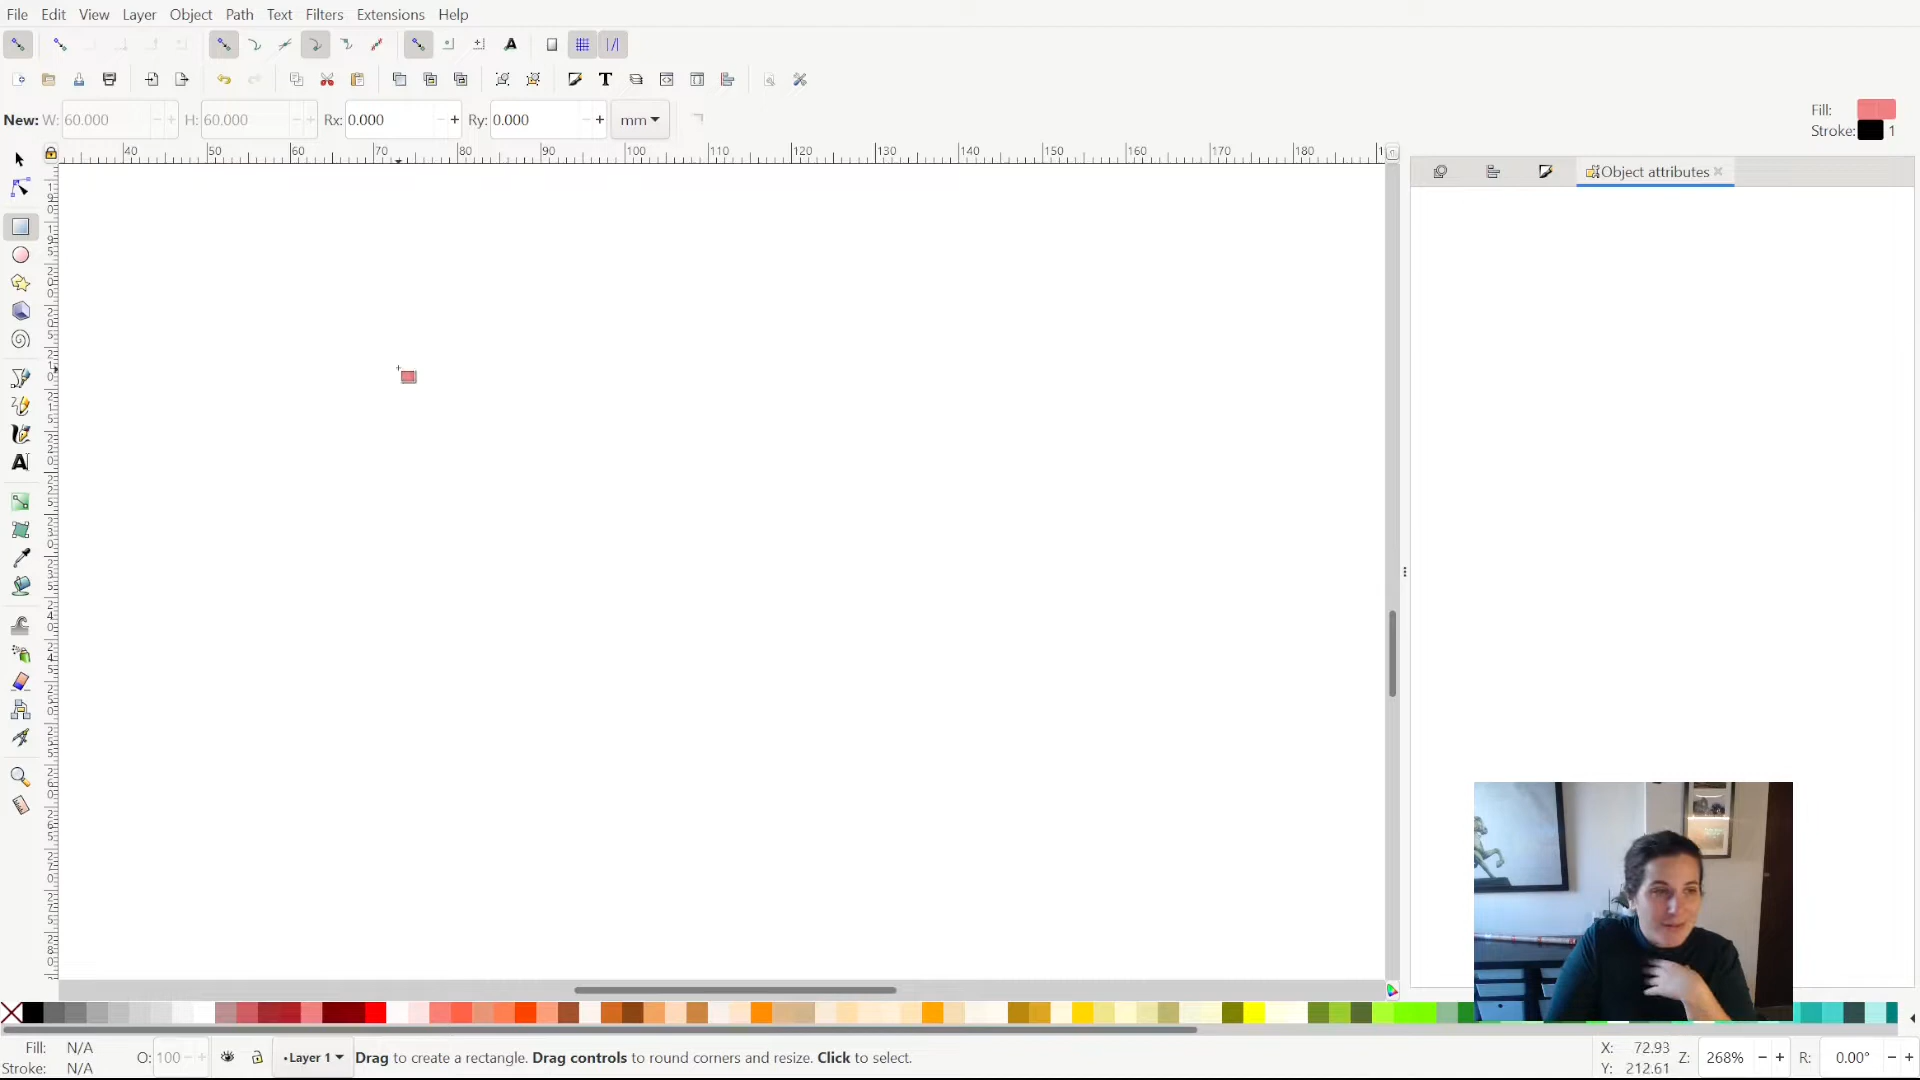 File Edit View Layer Object Path Text Filters Extensions Help
New: W: 60.000 H: 60.000 Rx: 0.000 Ry: 0.000 mm
Fill:
Stroke: 1
40 50 60 70 80 90 100 110 120 130 140 150 160 170 180
Object attributes
Fill: N/A
Stroke: N/A
O: 100
Layer 1
Drag to create a rectangle. Drag controls to round corners and resize. Click to select.
X: 72.93
Y: 212.61
Z: 268%
R: 0.00°